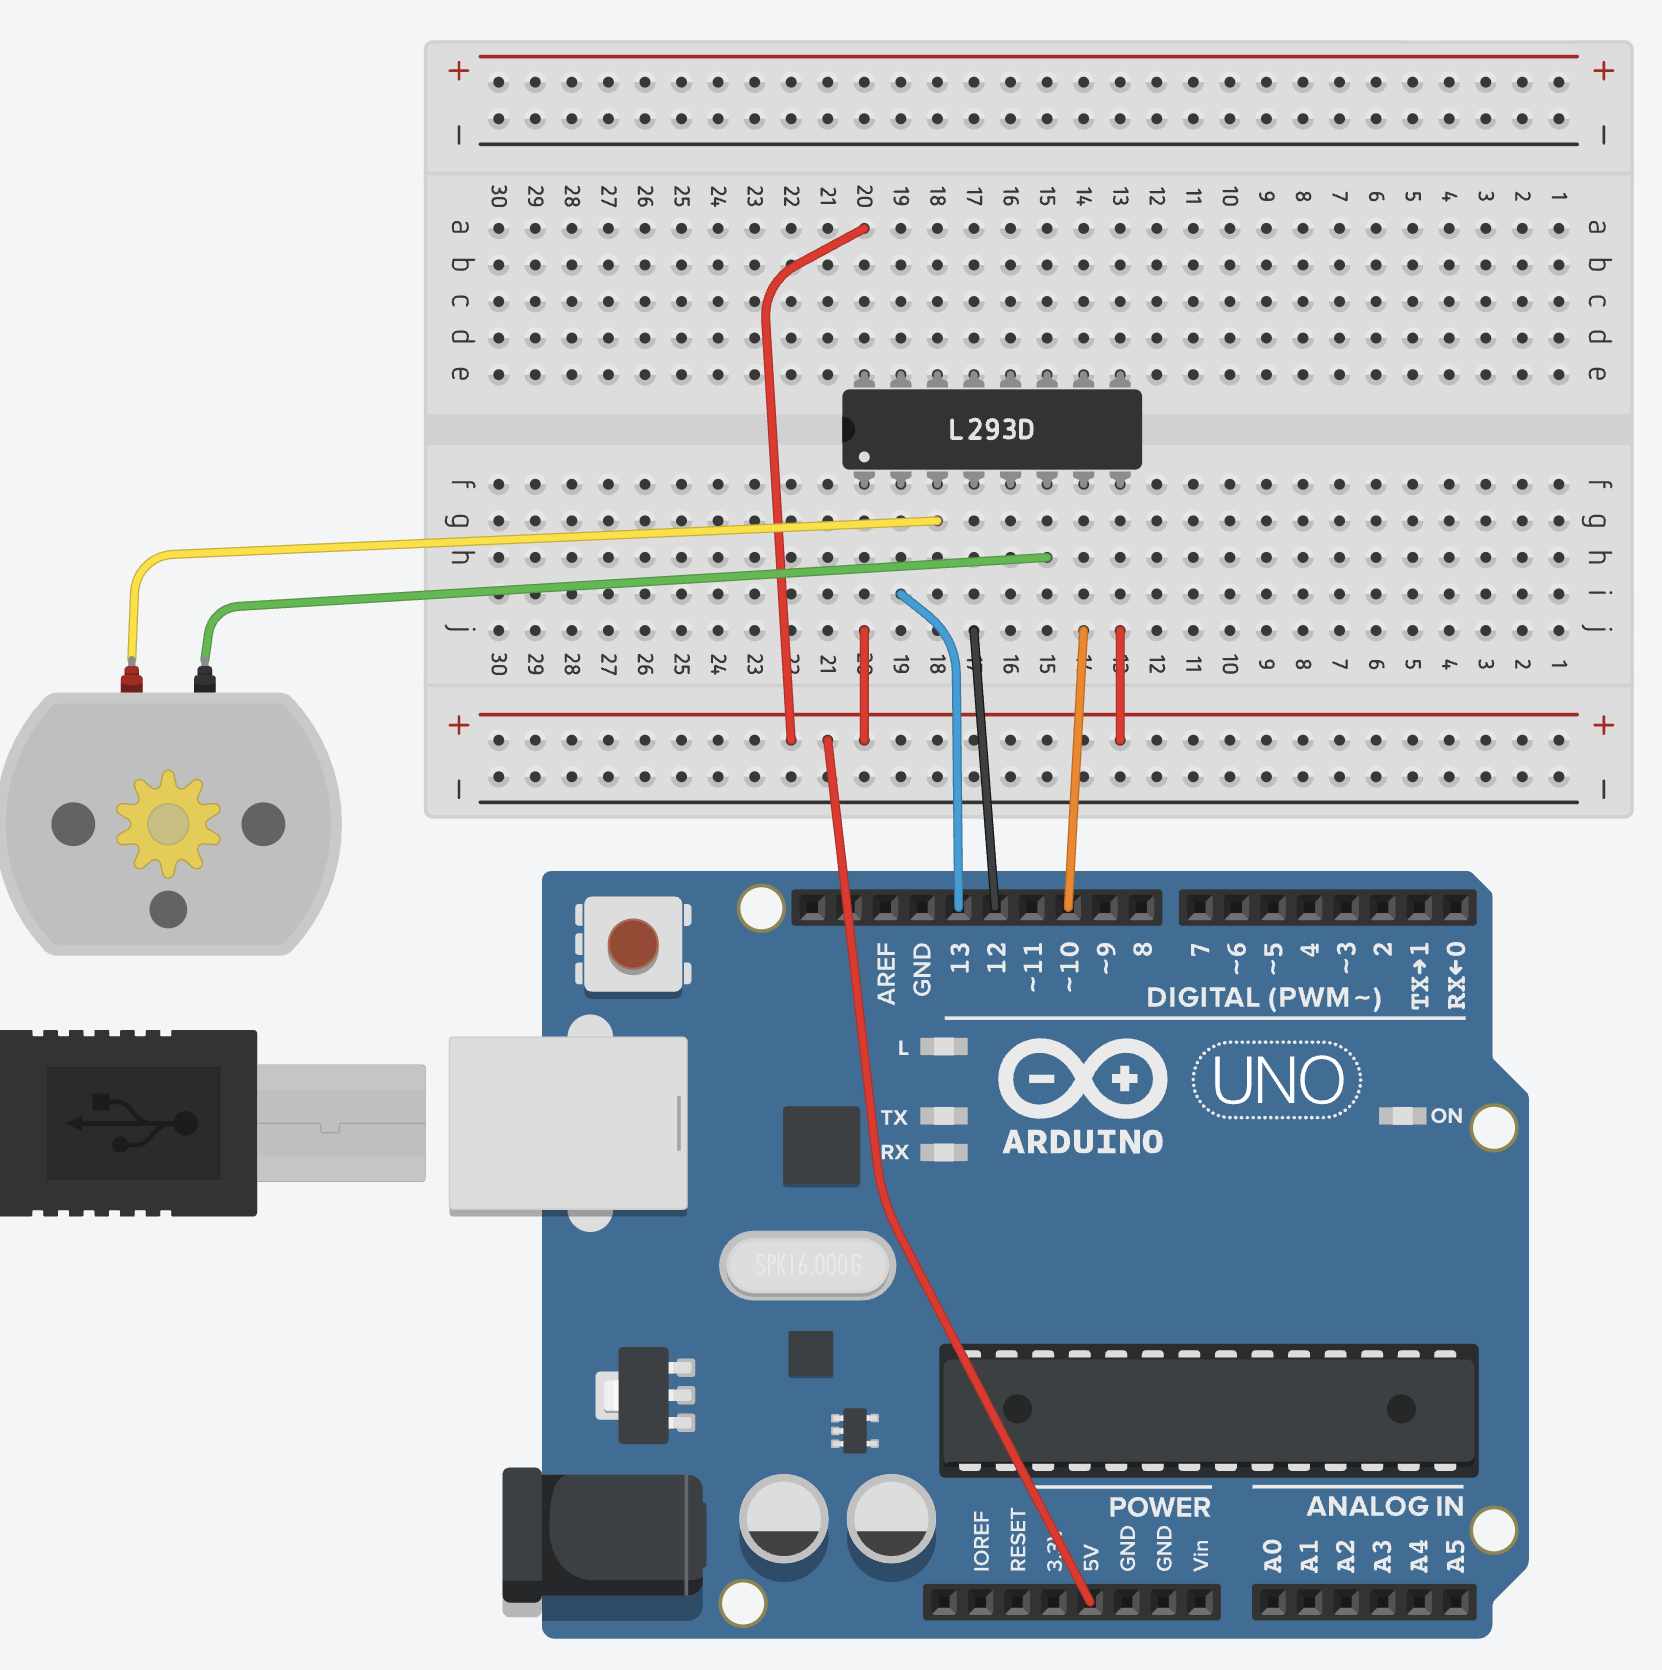 + +
− −
30 29 28 27 26 25 24 23 22 21 20 19 18 17 16 15 14 13 12 11 10 9 8 7 6 5 4 3 2 1
a a
b b
c c
d d
e e
L293D
f f
g g
h h
i
j j
30 29 28 27 26 25 24 23 22 21 20 19 18 17 16 15 14 13 12 11 10 9 8 7 6 5 4 3 2 1
+ +
− −
AREF GND 13 12 ~11 ~10 ~9 8 7 ~6 ~5 4 ~3 2 TX→1 RX←0
DIGITAL (PWM~)
L
UNO
TX
ON
ARDUINO
RX
SPK16.000G
POWER
ANALOG IN
IOREF RESET 3.3V 5V GND GND Vin A0 A1 A2 A3 A4 A5